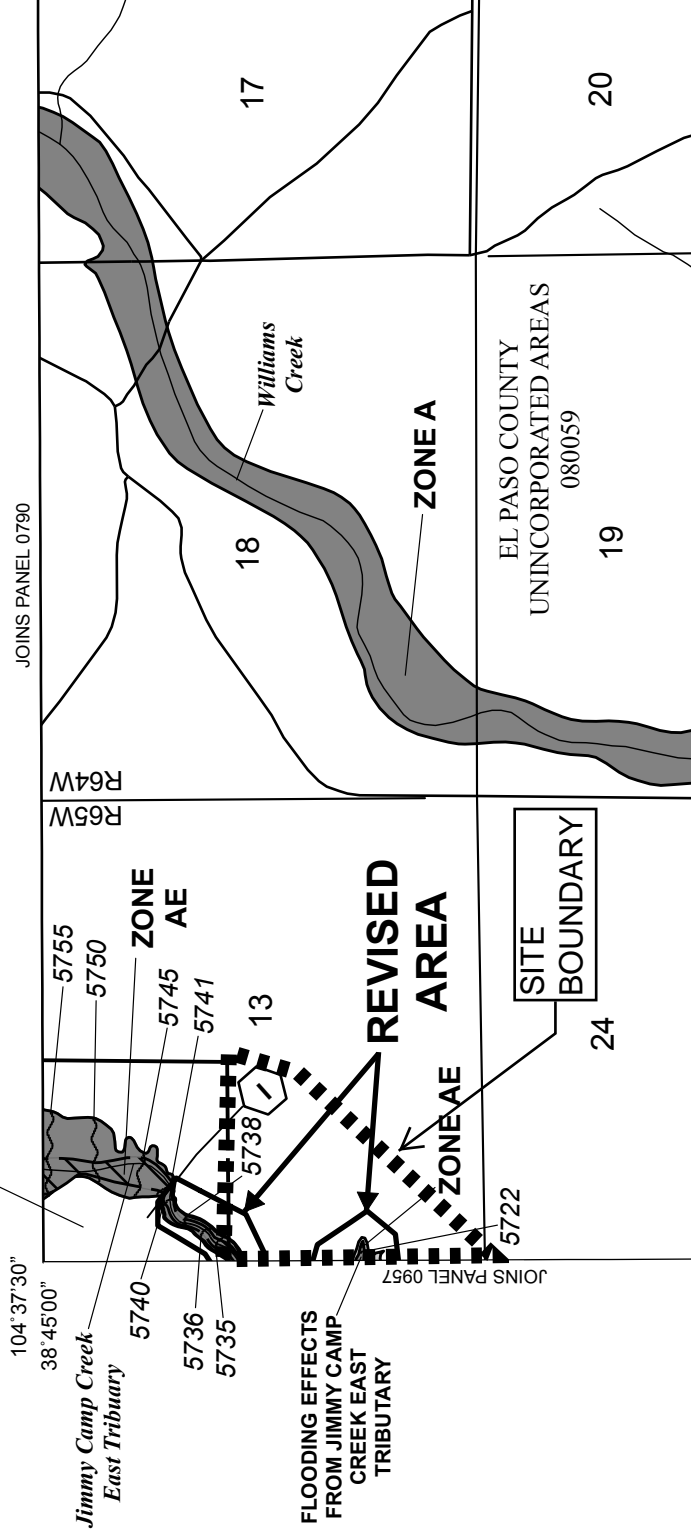 JOINS PANEL 0790
104°37'30"
38°45'00"
Jimmy Camp Creek
East Tribuary
5755
5750
ZONE
AE
5745
5741
5740
5738
5736
5735
13
I
R65W
R64W
REVISED
AREA
ZONE AE
FLOODING EFFECTS
FROM JIMMY CAMP
CREEK EAST
TRIBUTARY
5722
JOINS PANEL 0957
SITE
BOUNDARY
24
18
Williams
Creek
ZONE A
17
EL PASO COUNTY
UNINCORPORATED AREAS
080059
19
20